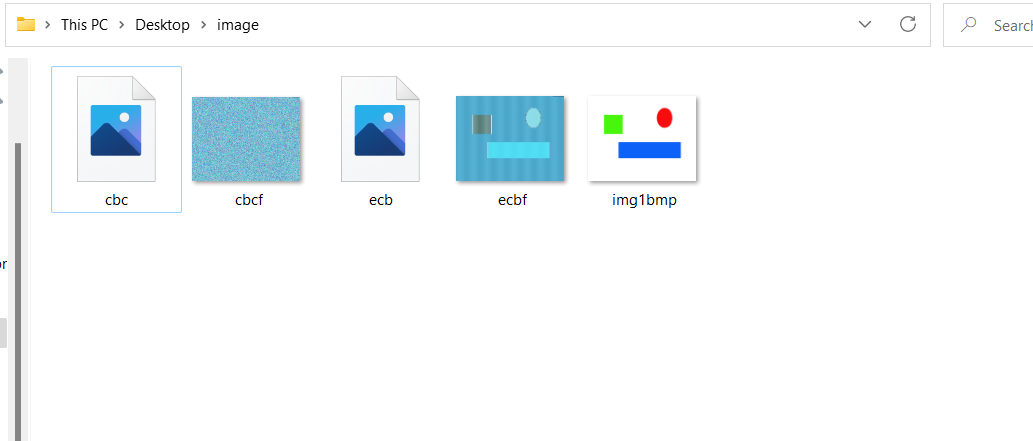 This PC > Desktop > image
Search
cbc
cbcf
ecb
ecbf
img1bmp